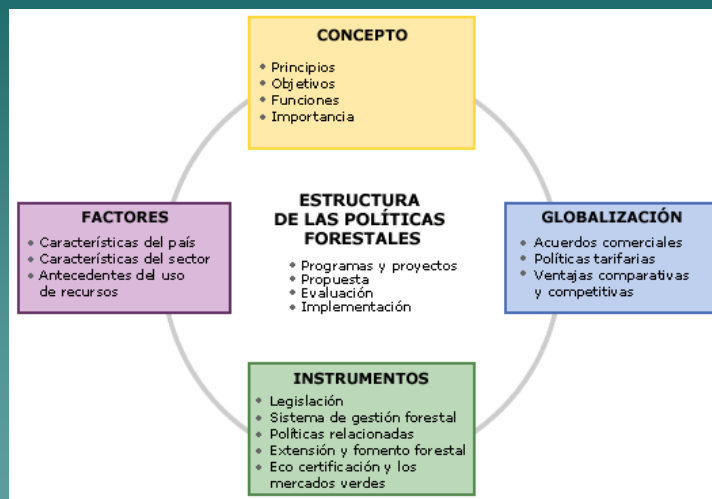 CONCEPTO
• Principios
• Objetivos
• Funciones
• Importancia
FACTORES
• Características del país
• Características del sector
• Antecedentes del uso
de recursos
ESTRUCTURA
DE LAS POLÍTICAS
FORESTALES
• Programas y proyectos
• Propuesta
• Evaluación
• Implementación
GLOBALIZACIÓN
• Acuerdos comerciales
• Políticas tarifarias
• Ventajas comparativas
y competitivas
INSTRUMENTOS
• Legislación
• Sistema de gestión forestal
• Políticas relacionadas
• Extensión y fomento forestal
• Eco certificación y los
mercados verdes